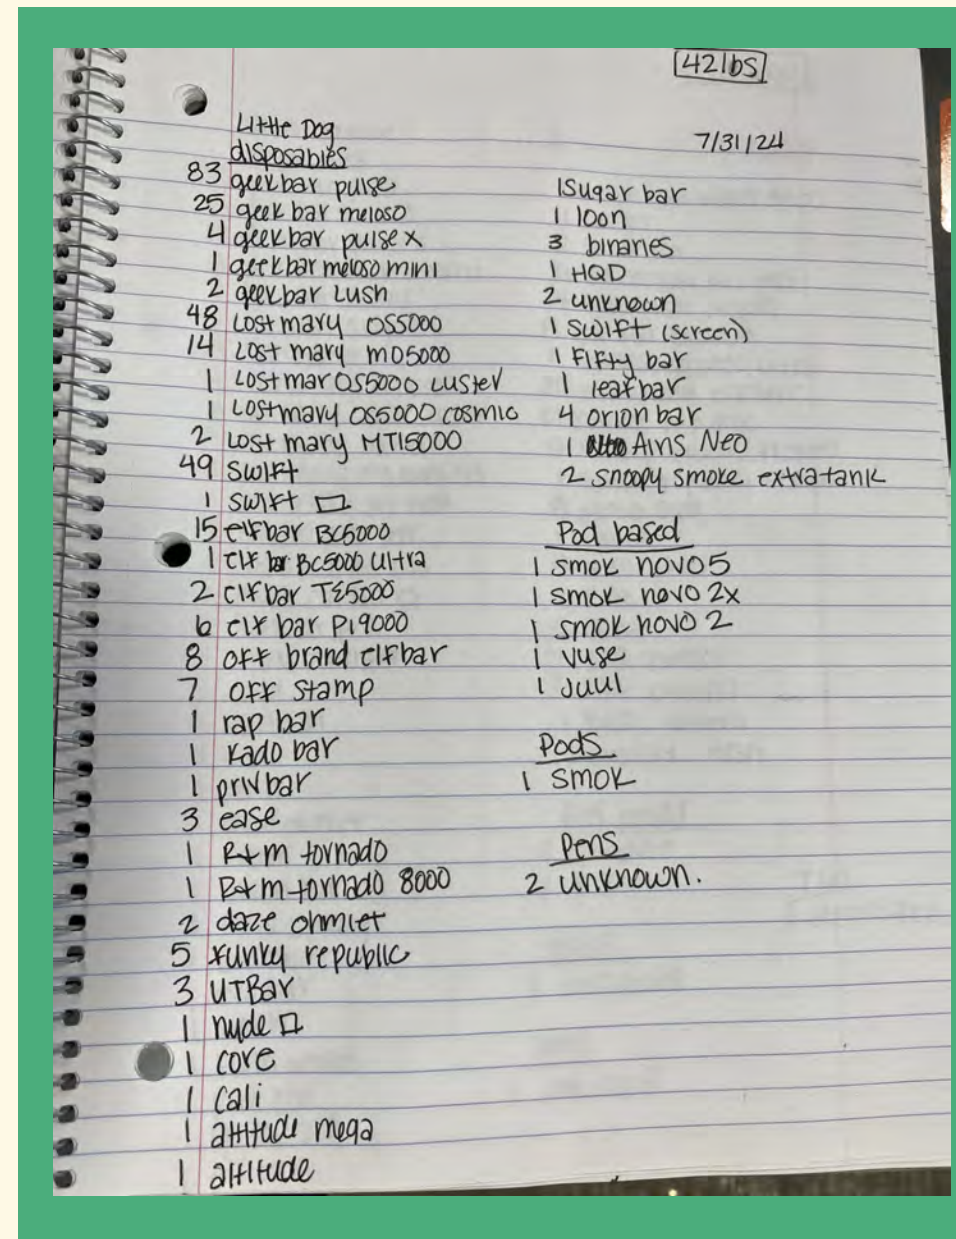 42lbs
Little Dog
7/31/24
disposables
83 geekbar pulse
25 geek bar meloso
4 geekbar pulse x
1 geekbar meloso mini
2 geekbar Lush
48 Lost mary OS5000
14 Lost mary MO5000
1 Lost mar OS5000 Luster
1 Lostmary OS5000 cosmic
2 Lost mary MT15000
49 swift
1 swift
15 elfbar BC5000
1 elf bar BC5000 Ultra
2 elfbar TE5000
6 elf bar Pi9000
8 off brand elfbar
7 off stamp
1 rap bar
1 Kado bar
1 privbar
3 ease
1 R+m tornado
1 R+m tornado 8000
2 daze ohmlet
5 funky republic
3 UTBar
1 nude
1 core
1 Cali
1 attitude mega
1 altitude
1 Sugar bar
1 loon
3 binaries
1 HQD
2 unknown
1 swift (screen)
1 Fifty bar
1 leaf bar
4 orion bar
1 Aims Neo
2 snoopy smoke extra tank
Pod based
1 smok novo 5
1 smok novo 2x
1 smok novo 2
1 vuse
1 Juul
Pods
1 smok
Pens
2 unknown.